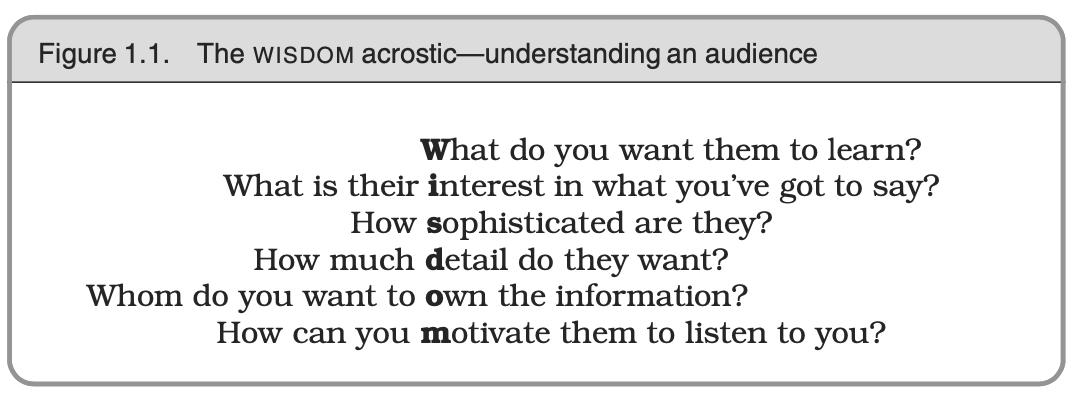 Figure 1.1. The WISDOM acrostic—understanding an audience
What do you want them to learn?
What is their interest in what you’ve got to say?
How sophisticated are they?
How much detail do they want?
Whom do you want to own the information?
How can you motivate them to listen to you?